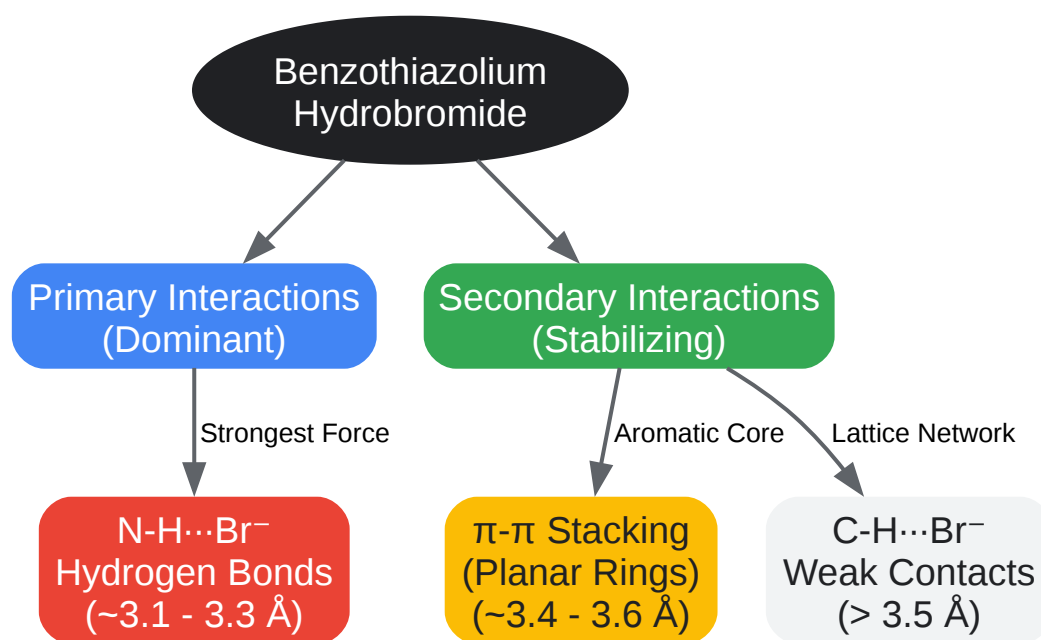 Benzothiazolium
Hydrobromide
Primary Interactions
(Dominant)
Secondary Interactions
(Stabilizing)
Strongest Force
Aromatic Core
Lattice Network
N-H···Br⁻
Hydrogen Bonds
(~3.1 - 3.3 Å)
π-π Stacking
(Planar Rings)
(~3.4 - 3.6 Å)
C-H···Br⁻
Weak Contacts
(> 3.5 Å)